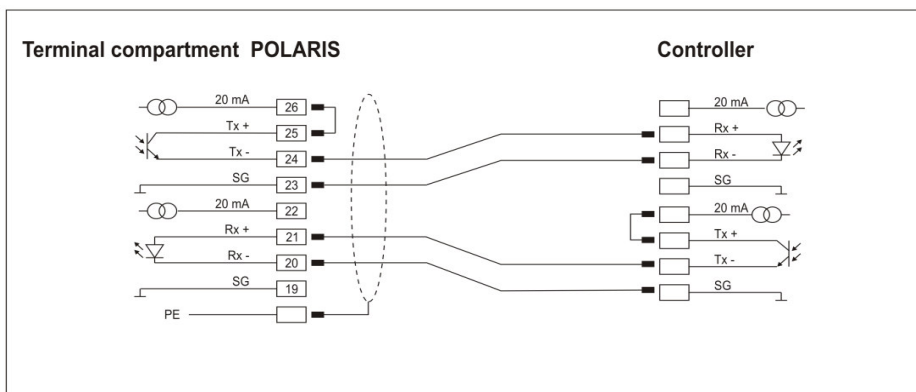 Terminal compartment POLARIS
20 mA 26
Tx + 25
Tx - 24
SG 23
20 mA 22
Rx + 21
Rx - 20
SG 19
PE
Controller
20 mA
Rx +
Rx -
SG
20 mA
Tx +
Tx -
SG